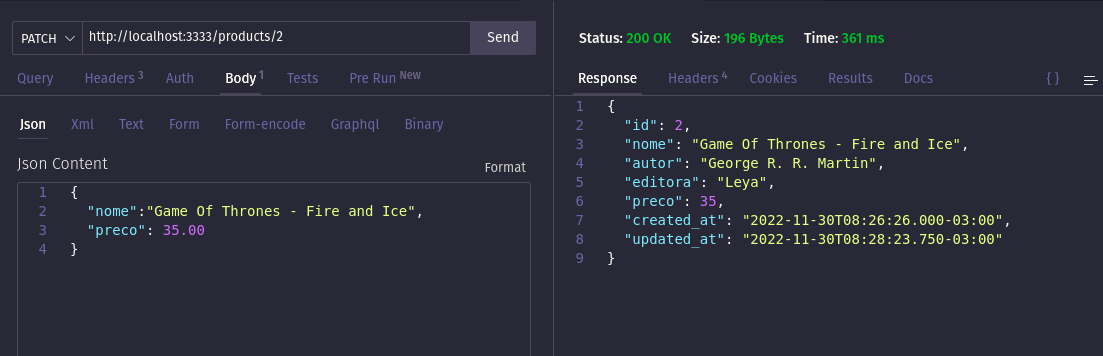 PATCH http://localhost:3333/products/2 Send
Query Headers 3 Auth Body 1 Tests Pre Run New
Json Xml Text Form Form-encode Graphql Binary
Json Content Format
1 {
2 "nome":"Game Of Thrones - Fire and Ice",
3 "preco": 35.00
4 }
Status: 200 OK Size: 196 Bytes Time: 361 ms
Response Headers 4 Cookies Results Docs { }
1 {
2 "id": 2,
3 "nome": "Game Of Thrones - Fire and Ice",
4 "autor": "George R. R. Martin",
5 "editora": "Leya",
6 "preco": 35,
7 "created_at": "2022-11-30T08:26:26.000-03:00",
8 "updated_at": "2022-11-30T08:28:23.750-03:00"
9 }